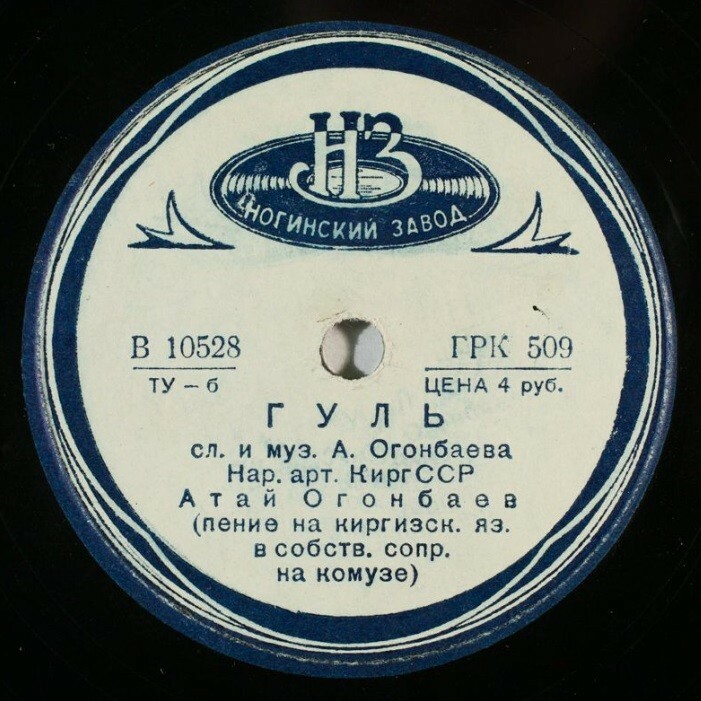 НЗ
НОГИНСКИЙ ЗАВОД
В 10528 ГРК 509
ТУ – б ЦЕНА 4 руб.
ГУЛЬ
сл. и муз. А. Огонбаева
Нар. арт. КиргССР
Атай Огонбаев
(пение на киргизск. яз.
в собств. сопр.
на комузе)